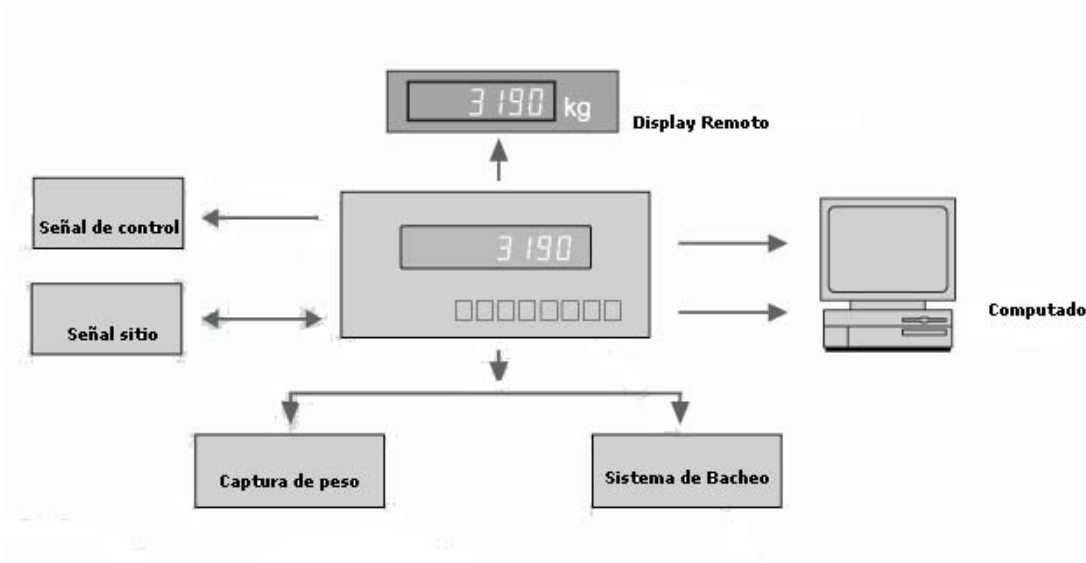 3190 kg
Display Remoto
Señal de control
3190
Señal sitio
Computado
Captura de peso
Sistema de Bacheo